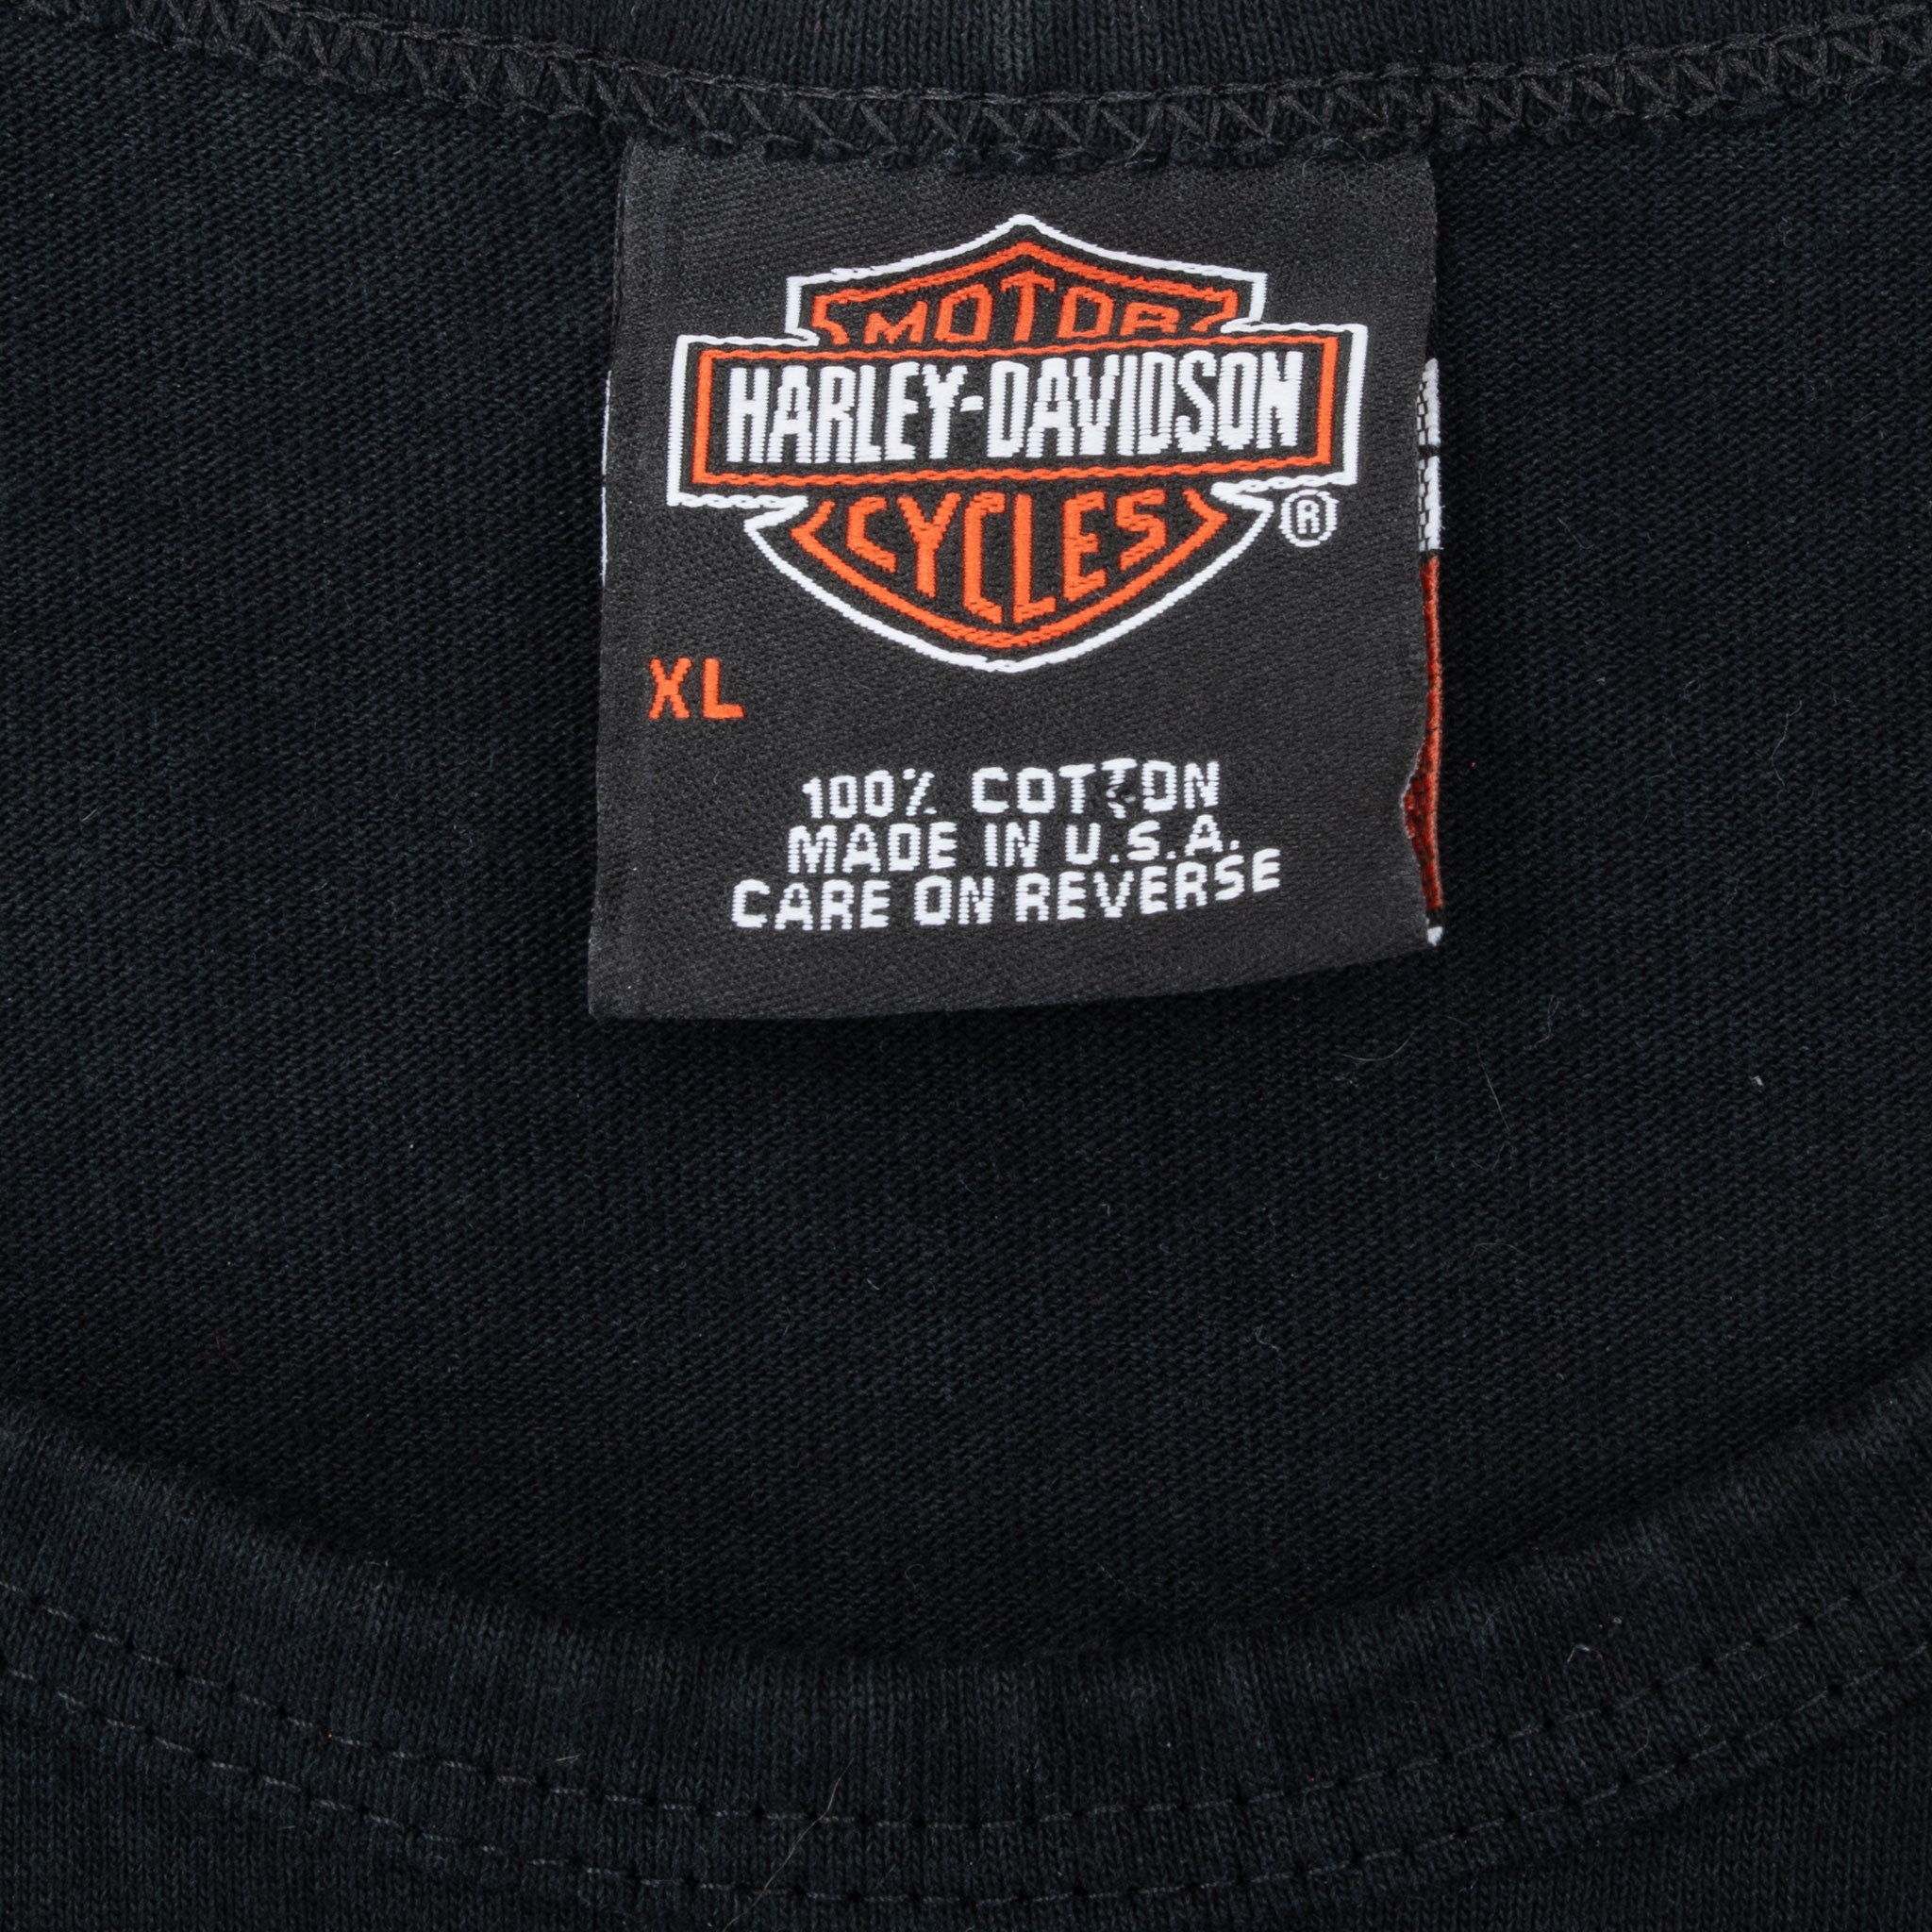 MOTOR
HARLEY-DAVIDSON
CYCLES
®
XL
100% COTTON
MADE IN U.S.A.
CARE ON REVERSE